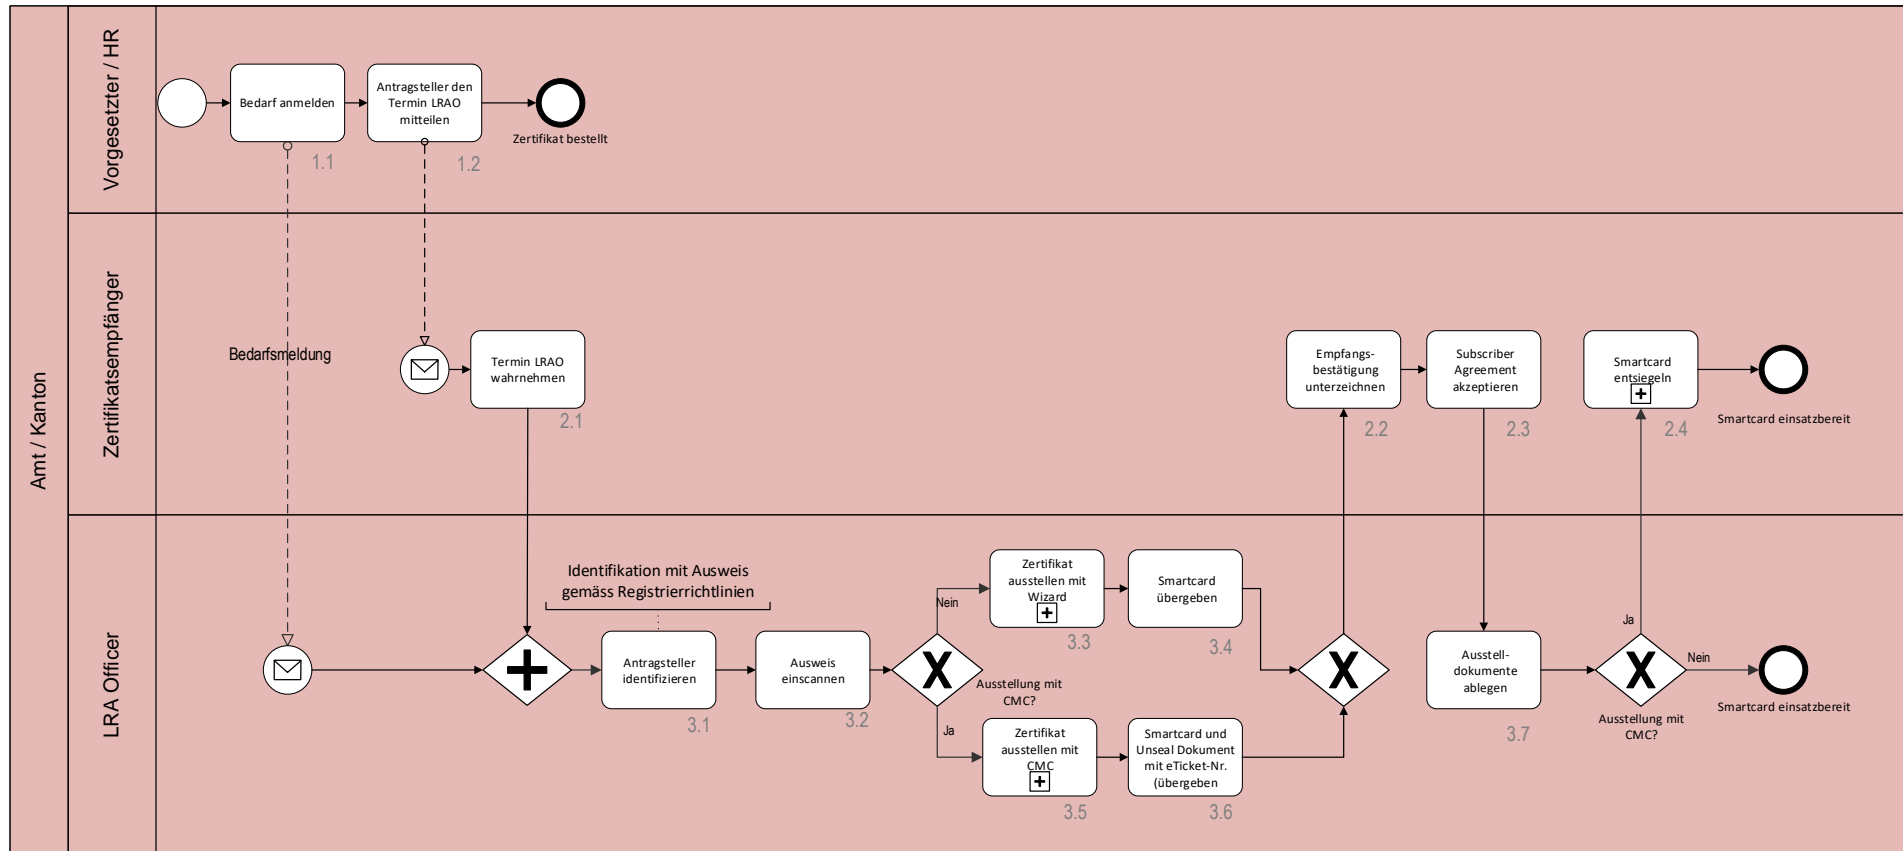 Amt / Kanton
Vorgesetzter / HR
Bedarf anmelden
1.1
Antragsteller den
Termin LRAO
mitteilen
1.2
Zertifikat bestellt
Zertifikatsempfänger
Bedarfsmeldung
Termin LRAO
wahrnehmen
2.1
Empfangs-
bestätigung
unterzeichnen
2.2
Subscriber
Agreement
akzeptieren
2.3
Smartcard
entsiegeln
2.4
Smartcard einsatzbereit
LRA Officer
Identifikation mit Ausweis
gemäss Registrierrichtlinien
Antragsteller
identifizieren
3.1
Ausweis
einscannen
3.2
Ausstellung mit
CMC?
Nein
Zertifikat
ausstellen mit
Wizard
3.3
Smartcard
übergeben
3.4
Ja
Zertifikat
ausstellen mit
CMC
3.5
Smartcard und
Unseal Dokument
mit eTicket-Nr.
(übergeben
3.6
Ausstell-
dokumente
ablegen
3.7
Ja
Nein
Ausstellung mit
CMC?
Smartcard einsatzbereit